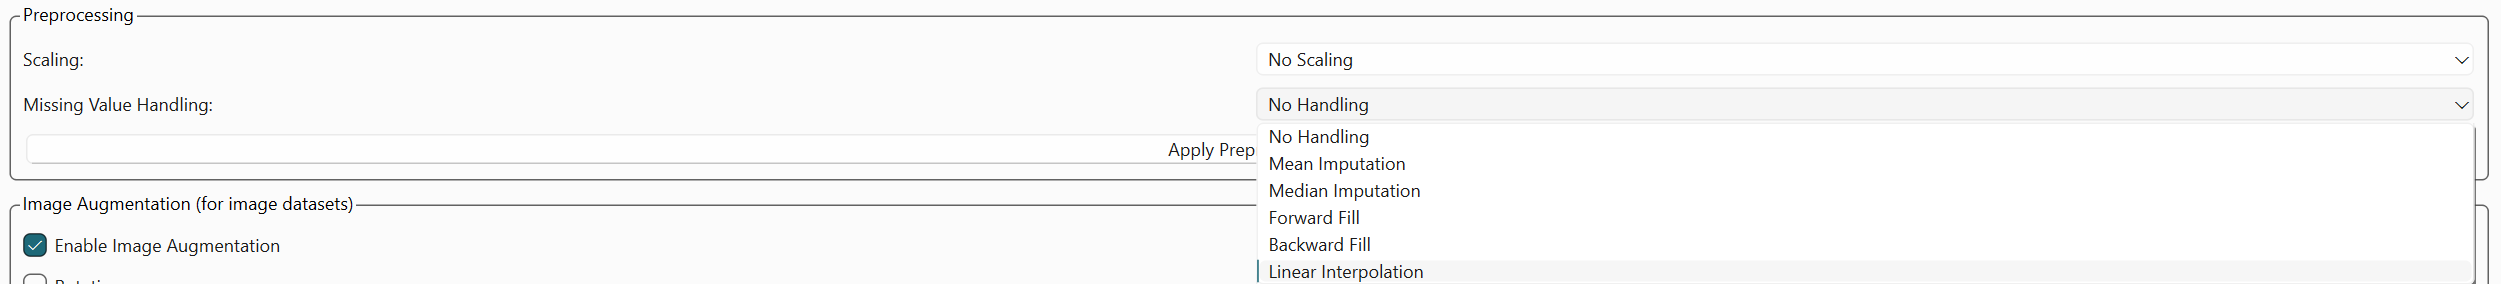 Preprocessing
Scaling:
No Scaling
Missing Value Handling:
No Handling
No Handling
Apply Prep
Mean Imputation
Median Imputation
Image Augmentation (for image datasets)
Forward Fill
Enable Image Augmentation
Backward Fill
Linear Interpolation